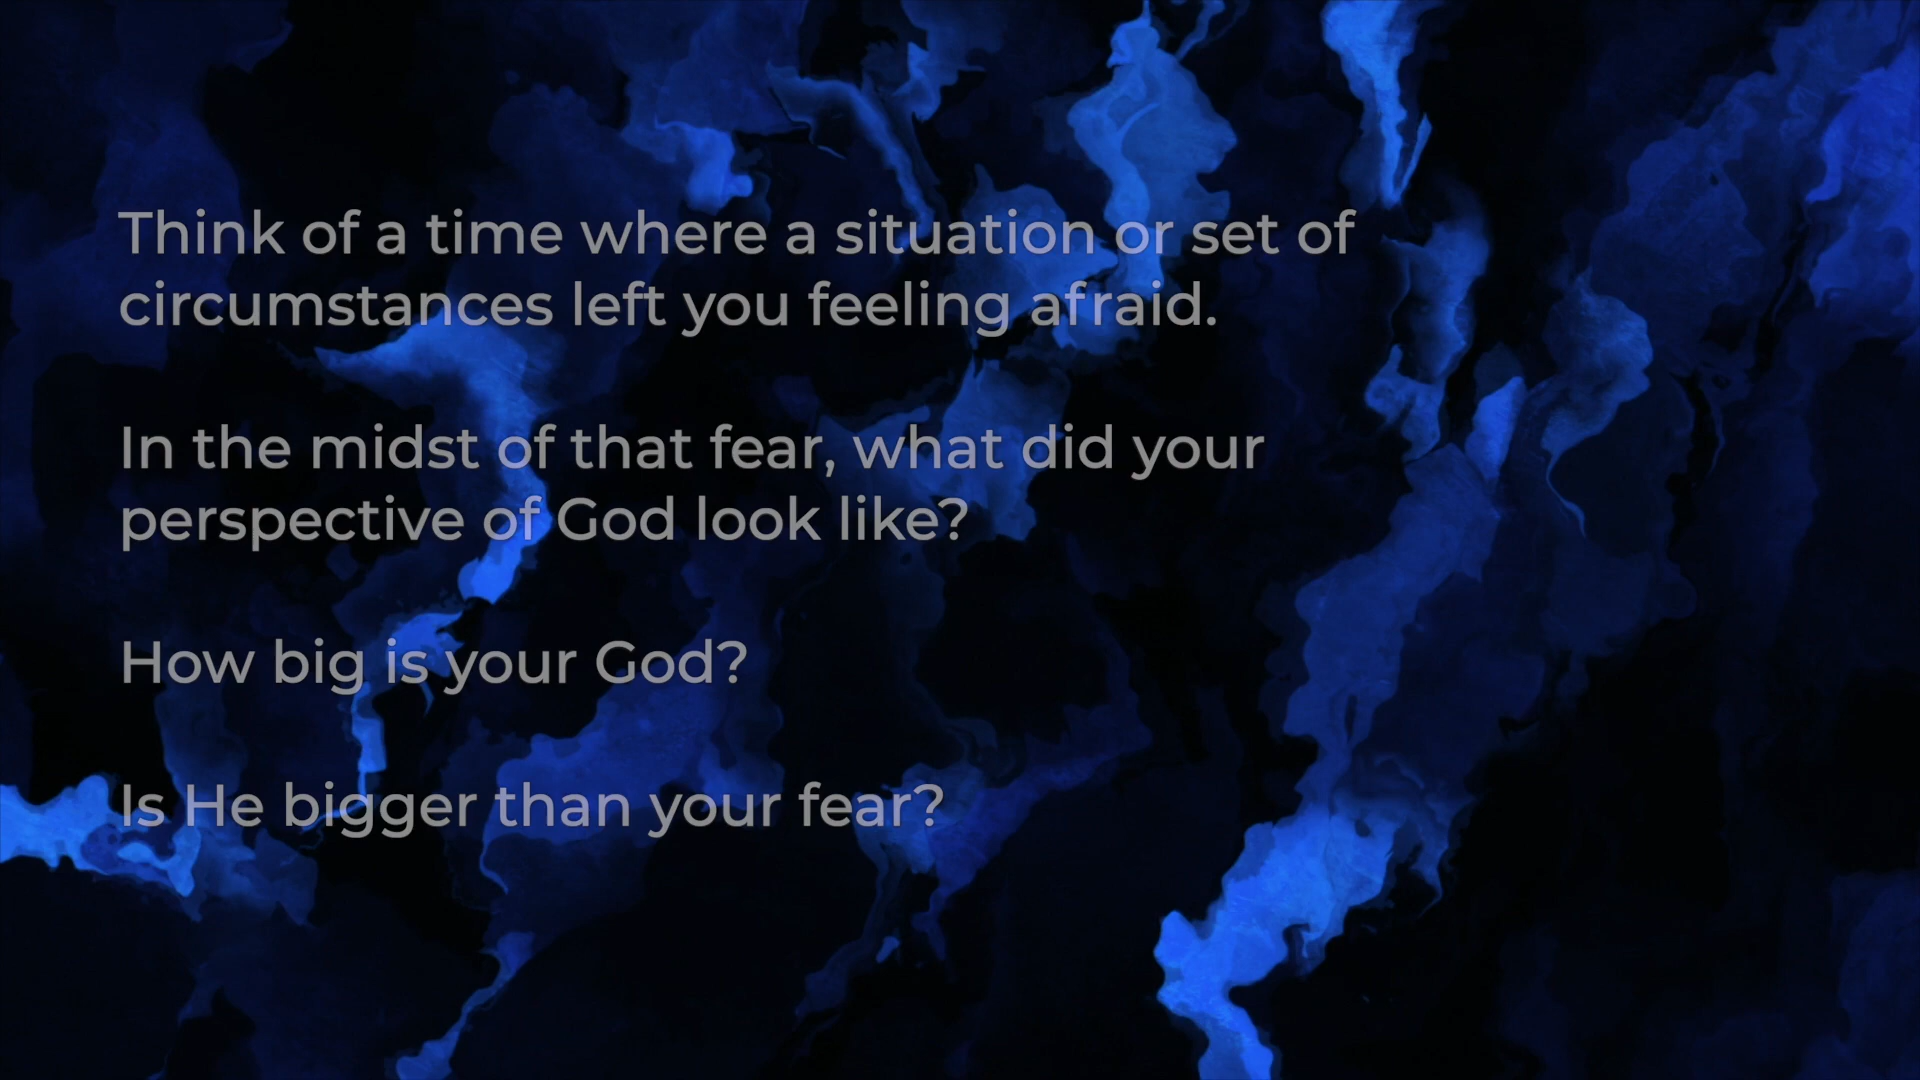 Think of a time where a situation or set of
circumstances left you feeling afraid.
In the midst of that fear, what did your
perspective of God look like?
How big is your God?
Is He bigger than your fear?